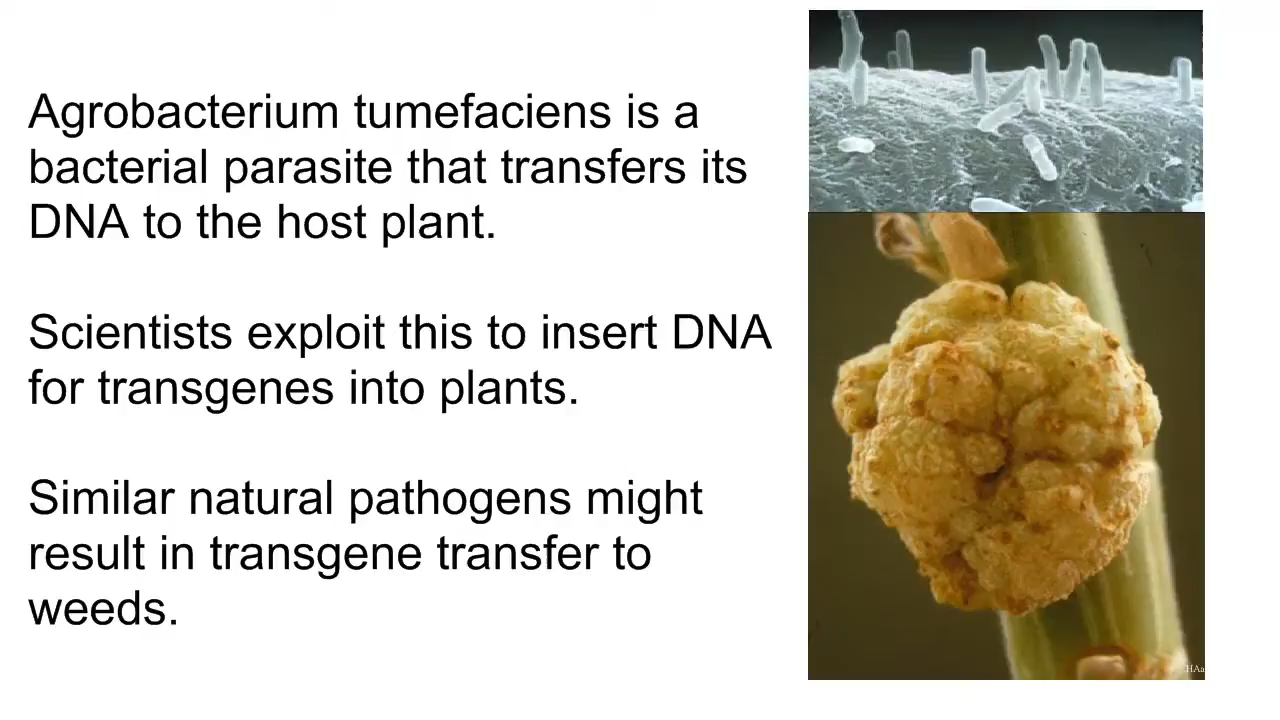 Agrobacterium tumefaciens is a
bacterial parasite that transfers its
DNA to the host plant.
Scientists exploit this to insert DNA
for transgenes into plants.
Similar natural pathogens might
result in transgene transfer to
weeds.